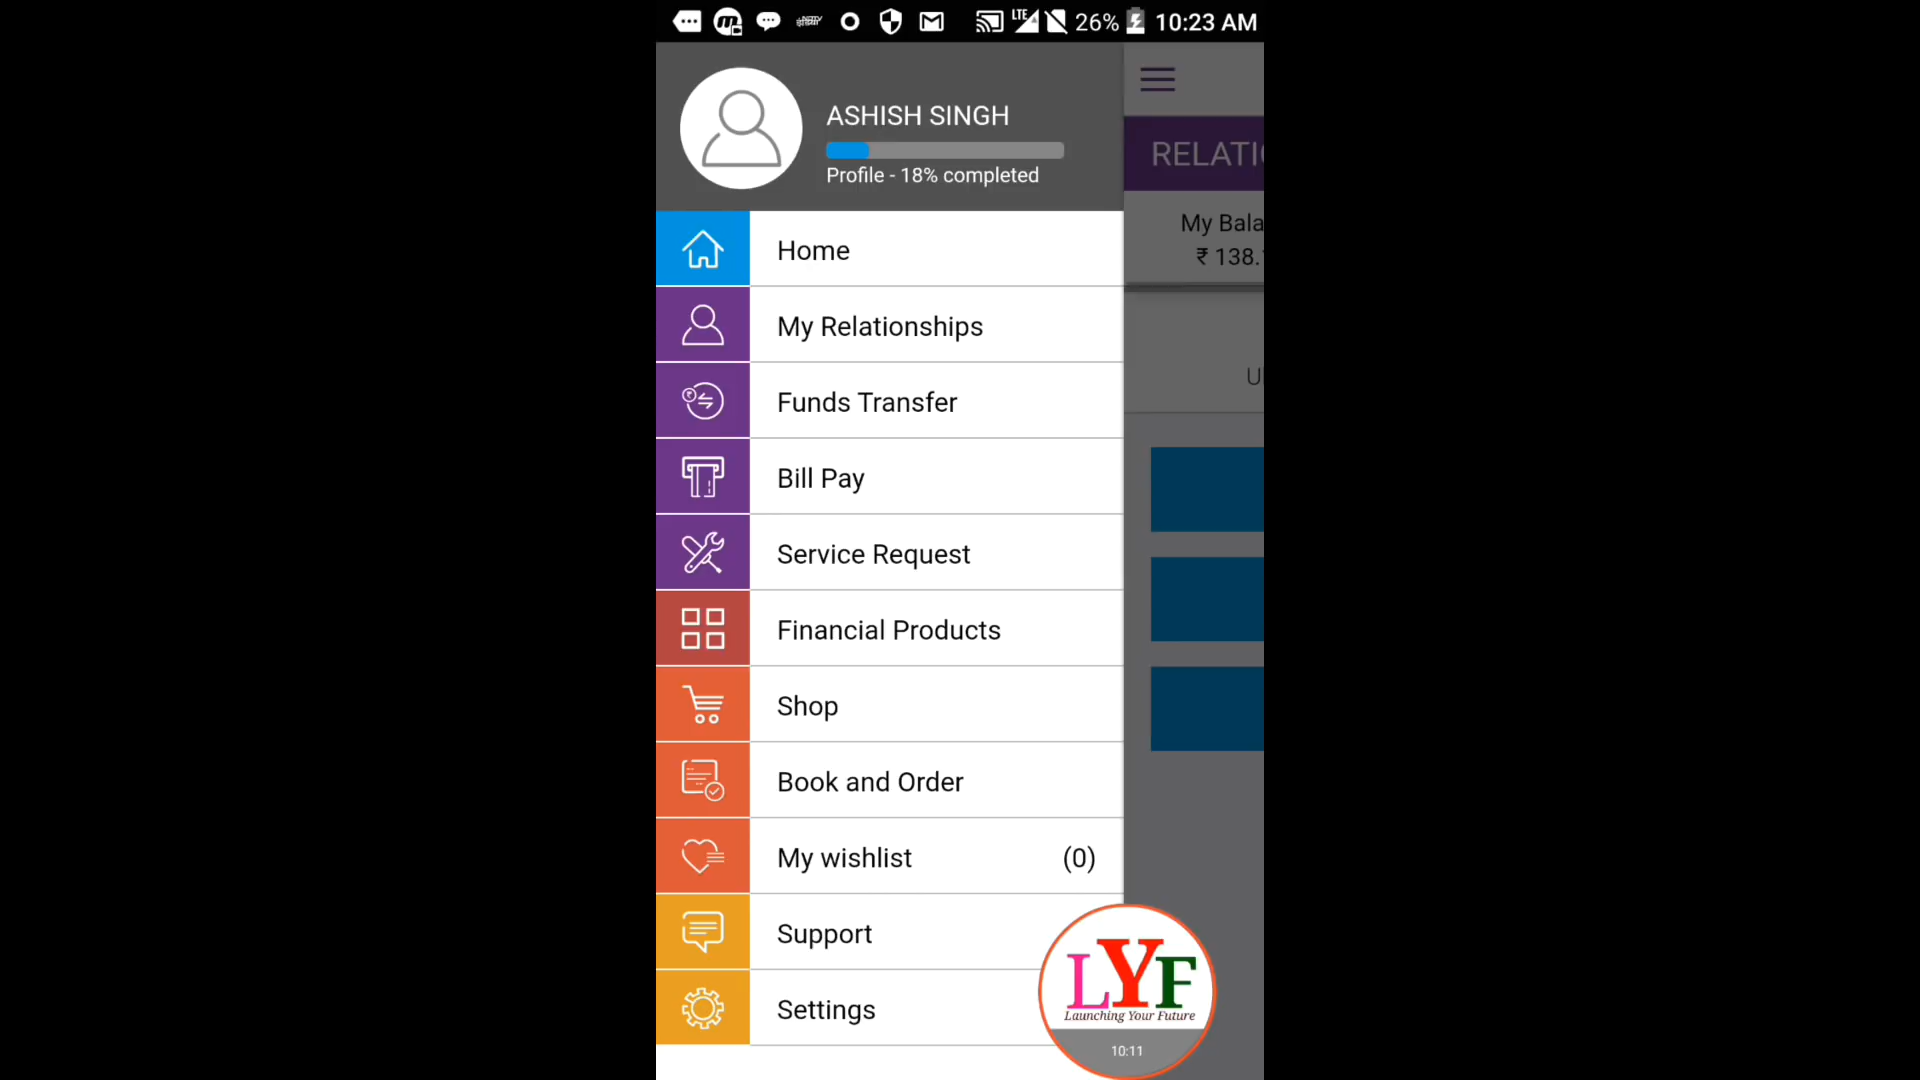 LTE 26% 10:23 AM
ASHISH SINGH
Profile - 18% completed
Home
My Relationships
Funds Transfer
Bill Pay
Service Request
Financial Products
Shop
Book and Order
My wishlist (0)
Support
Settings
RELATI
My Bala
₹ 138.
LYF
Launching Your Future
10:11